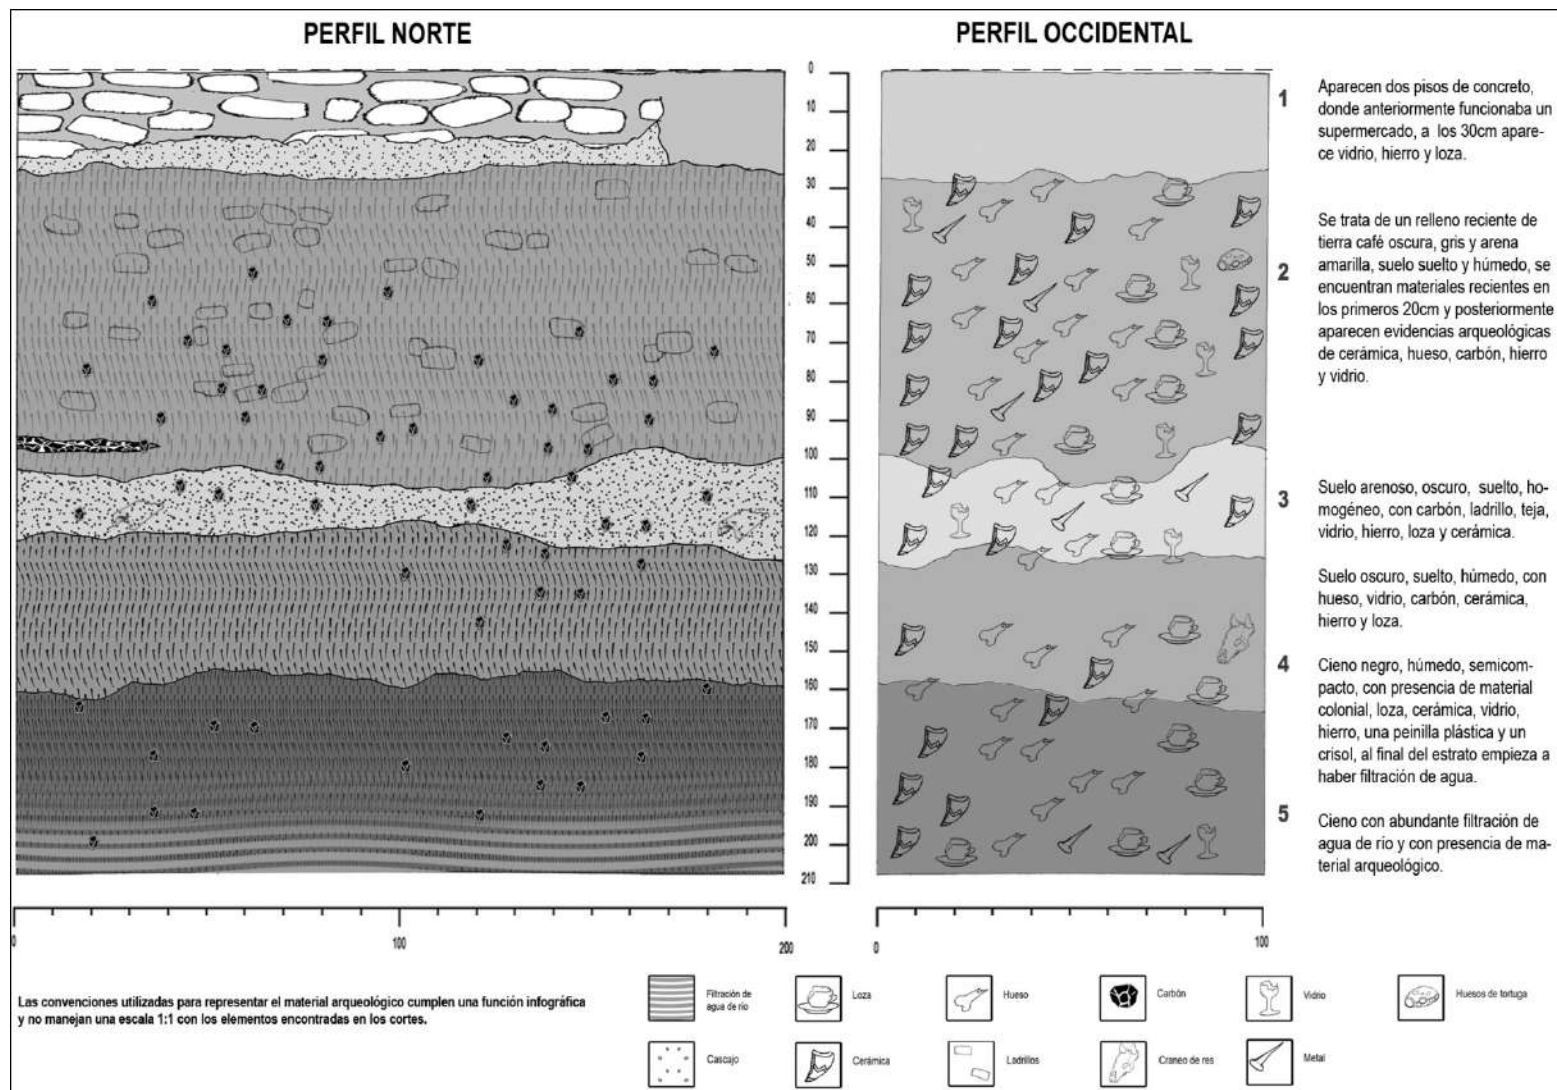 PERFIL NORTE
PERFIL OCCIDENTAL
0
10
20
30
40
50
60
70
80
90
100
110
120
130
140
150
160
170
180
190
200
210
1
Aparecen dos pisos de concreto,
donde anteriormente funcionaba un
supermercado, a los 30cm apare-
ce vidrio, hierro y loza.
2
Se trata de un relleno reciente de
tierra café oscura, gris y arena
amarilla, suelo suelto y húmedo, se
encuentran materiales recientes en
los primeros 20cm y posteriormente
aparecen evidencias arqueológicas
de cerámica, hueso, carbón, hierro
y vidrio.
3
Suelo arenoso, oscuro, suelto, ho-
mogéneo, con carbón, ladrillo, teja,
vidrio, hierro, loza y cerámica.
Suelo oscuro, suelto, húmedo, con
hueso, vidrio, carbón, cerámica,
hierro y loza.
4
Cieno negro, húmedo, semicom-
pacto, con presencia de material
colonial, loza, cerámica, vidrio,
hierro, una peinilla plástica y un
crisol, al final del estrato empieza a
haber filtración de agua.
5
Cieno con abundante filtración de
agua de río y con presencia de ma-
terial arqueológico.
0
100
200
0
100
Las convenciones utilizadas para representar el material arqueológico cumplen una función infográfica
y no manejan una escala 1:1 con los elementos encontradas en los cortes.
Filtración de
agua de río
Loza
Hueso
Carbón
Vidrio
Huesos de tortuga
Cascajo
Cerámica
Ladrillos
Craneo de res
Metal